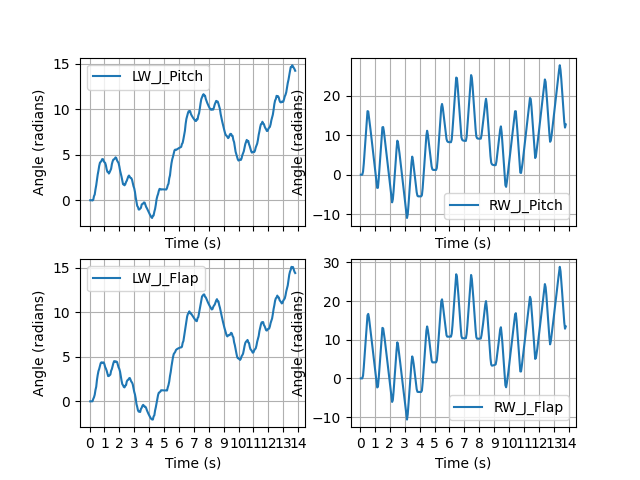 15
10
5
0
Angle (radians)
LW_J_Pitch
Time (s)
20
10
0
−10
Angle (radians)
RW_J_Pitch
Time (s)
15
10
5
0
Angle (radians)
LW_J_Flap
0 1 2 3 4 5 6 7 8 9 10 11 12 13 14
Time (s)
30
20
10
0
−10
Angle (radians)
RW_J_Flap
0 1 2 3 4 5 6 7 8 9 10 11 12 13 14
Time (s)